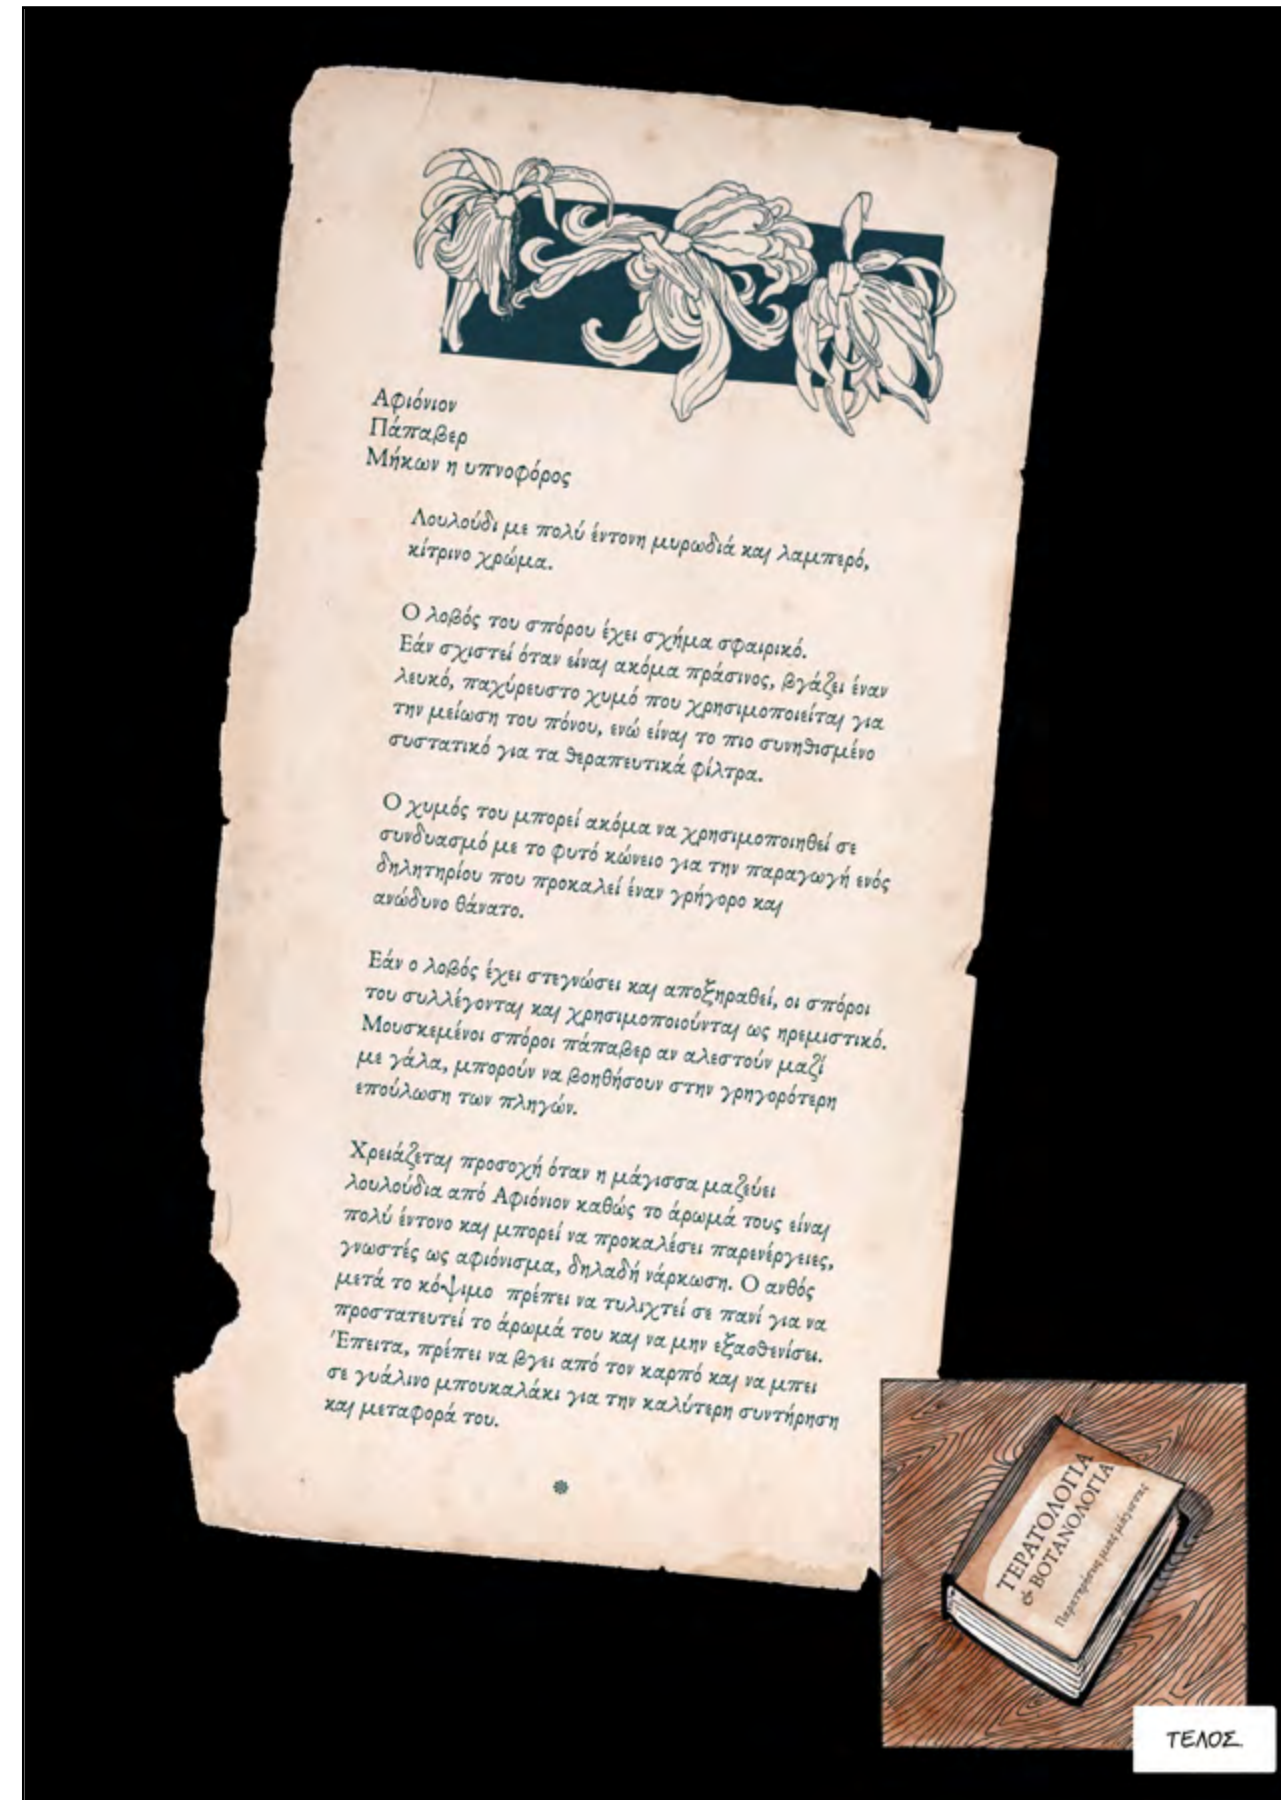 Αφιόνιον
Πάπαβερ
Μήκων η υπνοφόρος
Λουλούδι με πολύ έντονη μυρωδιά και λαμπερό,
κίτρινο χρώμα.
Ο λοβός του σπόρου έχει σχήμα σφαιρικό.
Εάν σχιστεί όταν είναι ακόμα πράσινος, βγάζει έναν
λευκό, παχύρευστο χυμό που χρησιμοποιείται για
την μείωση του πόνου, ενώ είναι το πιο συνηθισμένο
συστατικό για τα θεραπευτικά φίλτρα.
Ο χυμός του μπορεί ακόμα να χρησιμοποιηθεί σε
συνδυασμό με το φυτό κώνειο για την παραγωγή ενός
δηλητηρίου που προκαλεί έναν γρήγορο και
ανώδυνο θάνατο.
Εάν ο λοβός έχει στεγνώσει και αποξηραθεί, οι σπόροι
του συλλέγονται και χρησιμοποιούνται ως ηρεμιστικό.
Μουσκεμένοι σπόροι πάπαβερ αν αλεστούν μαζί
με γάλα, μπορούν να βοηθήσουν στην γρηγορότερη
επούλωση των πληγών.
Χρειάζεται προσοχή όταν η μάγισσα μαζεύει
λουλούδια από Αφιόνιον καθώς το άρωμά τους είναι
πολύ έντονο και μπορεί να προκαλέσει παρενέργειες,
γνωστές ως αφιόνισμα, δηλαδή νάρκωση. Ο ανθός
μετά το κόψιμο πρέπει να τυλιχτεί σε πανί για να
προστατευτεί το άρωμά του και να μην εξασθενίσει.
Έπειτα, πρέπει να βγει από τον καρπό και να μπει
σε γυάλινο μπουκαλάκι για την καλύτερη συντήρηση
και μεταφορά του.
ΤΕΡΑΤΟΛΟΓΙΑ
& ΒΟΤΑΝΟΛΟΓΙΑ
Παρατηρήσεις μιας μάγισσας
ΤΕΛΟΣ.